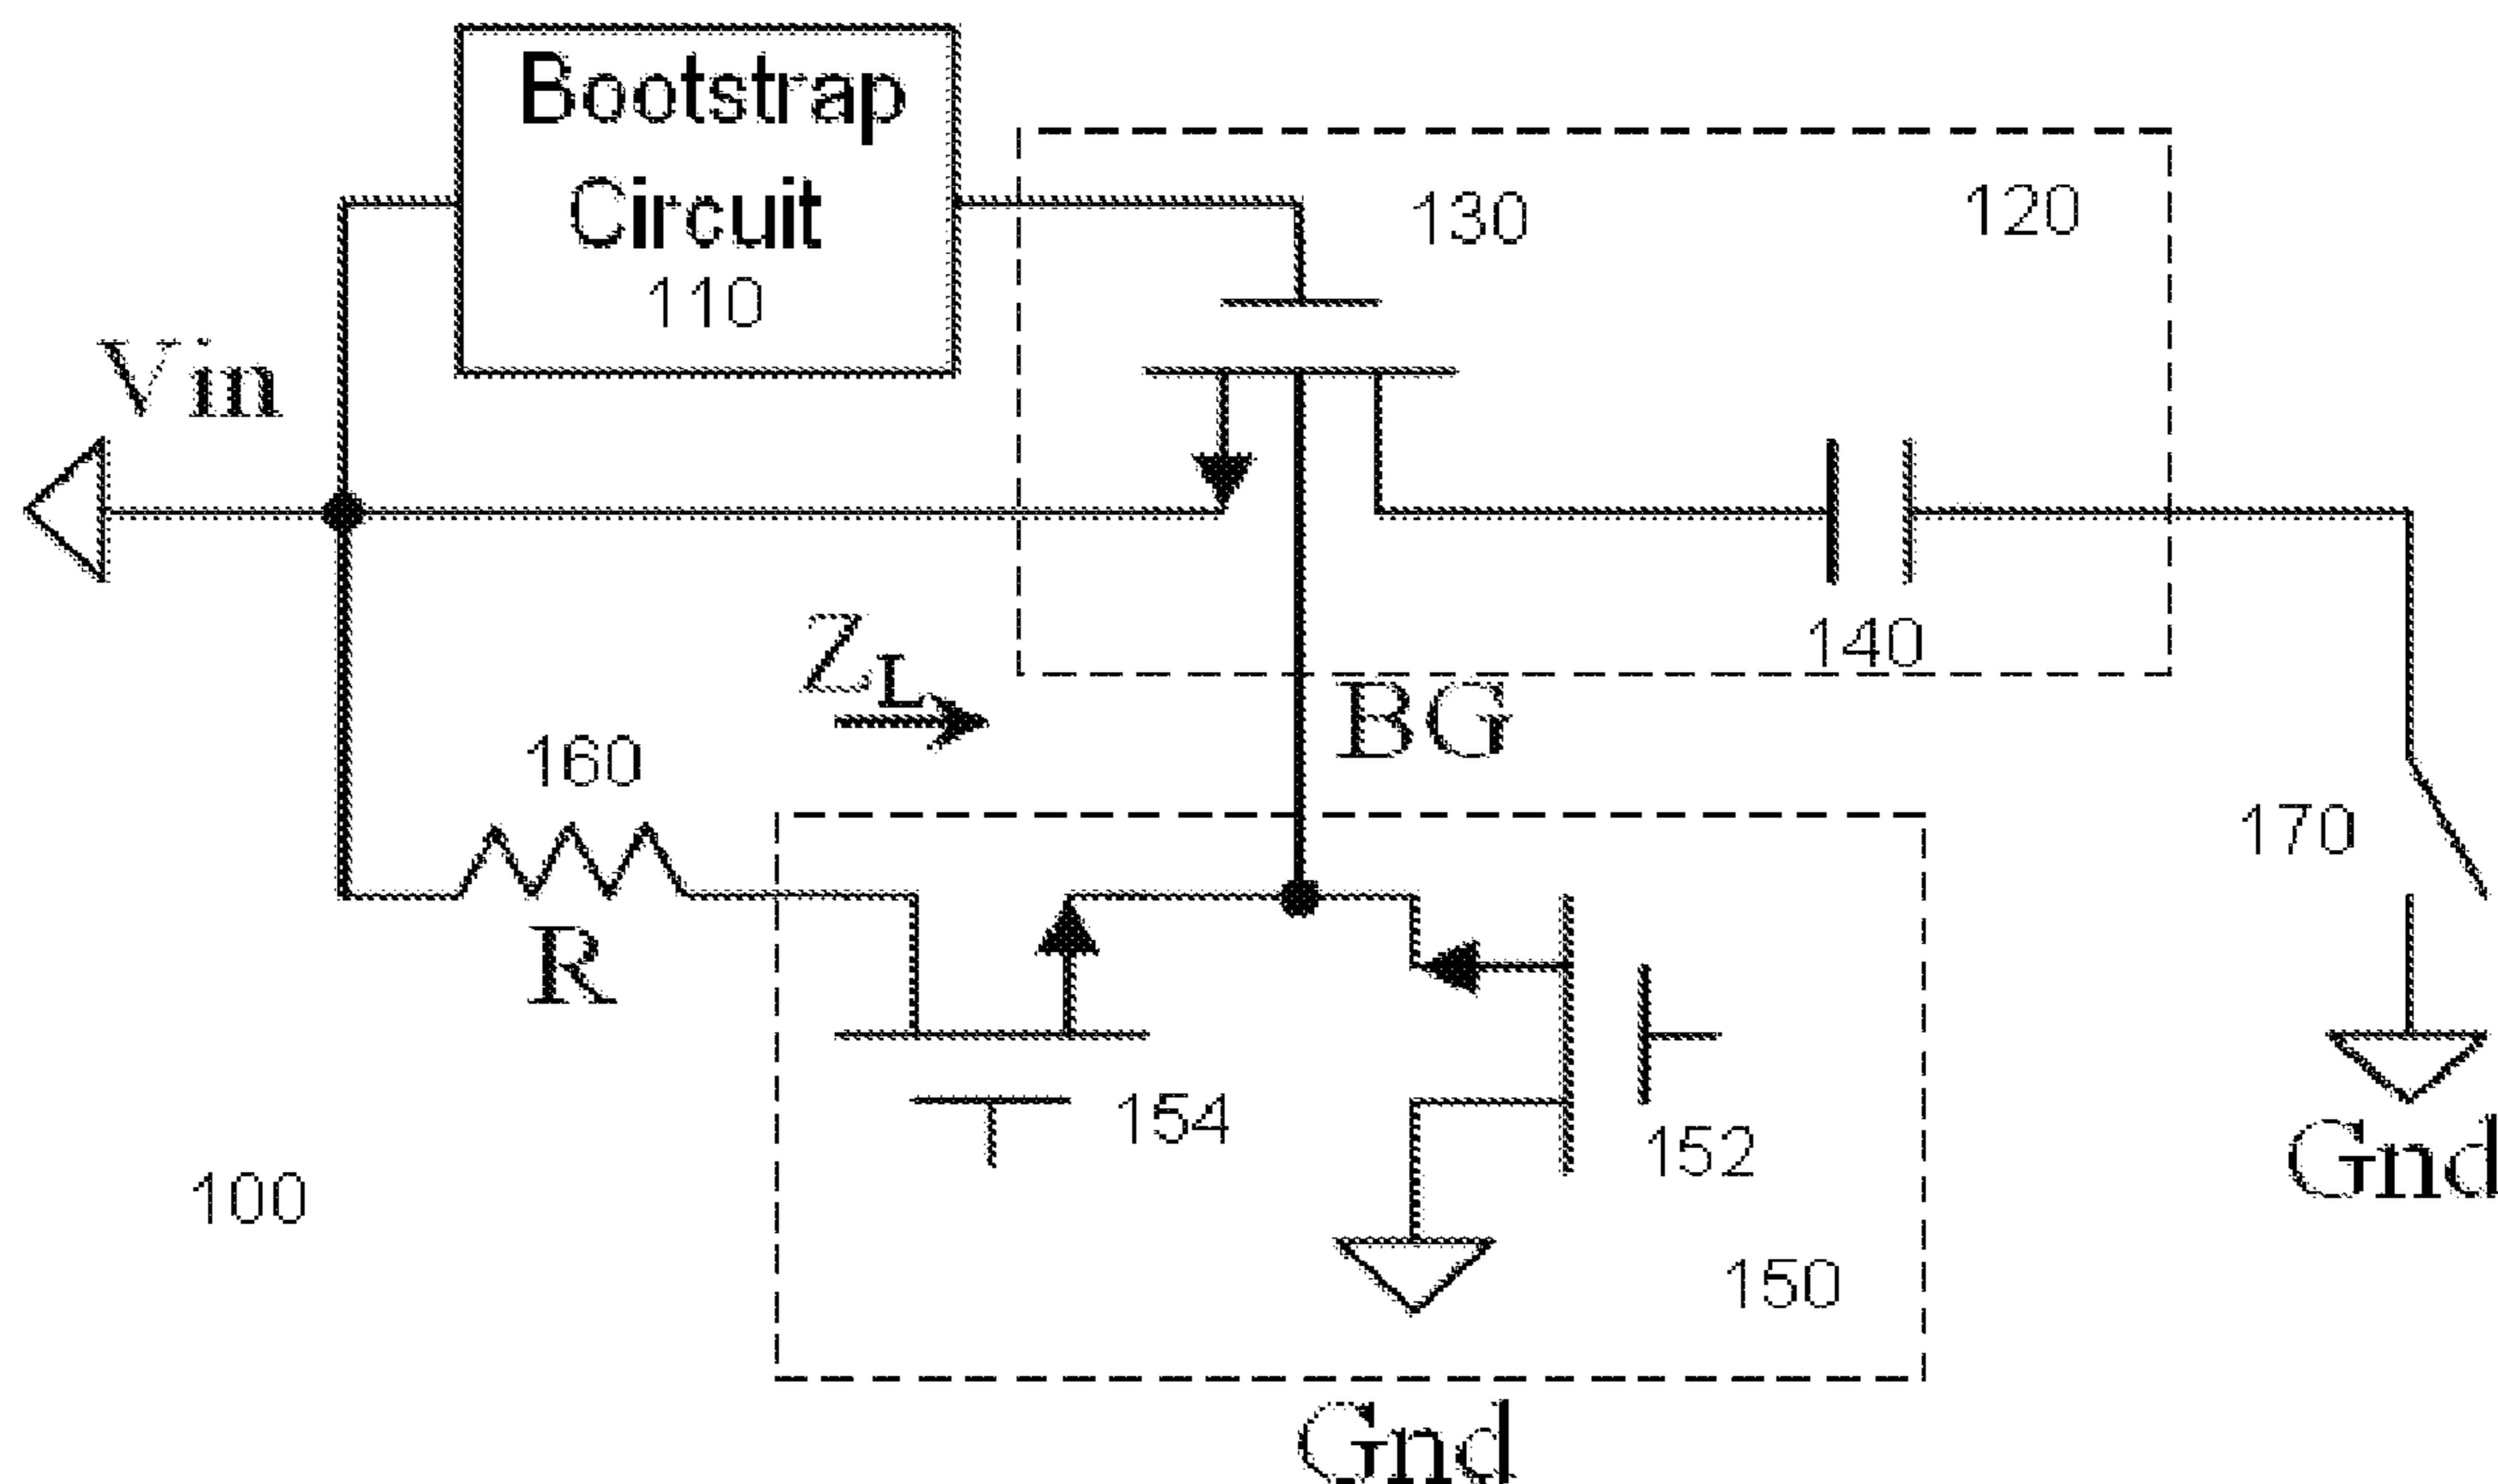 Bootstrap
Circuit
110
130
120
Vin
140
ZL
BG
160
170
R
154
152
100
Gnd
150
Gnd